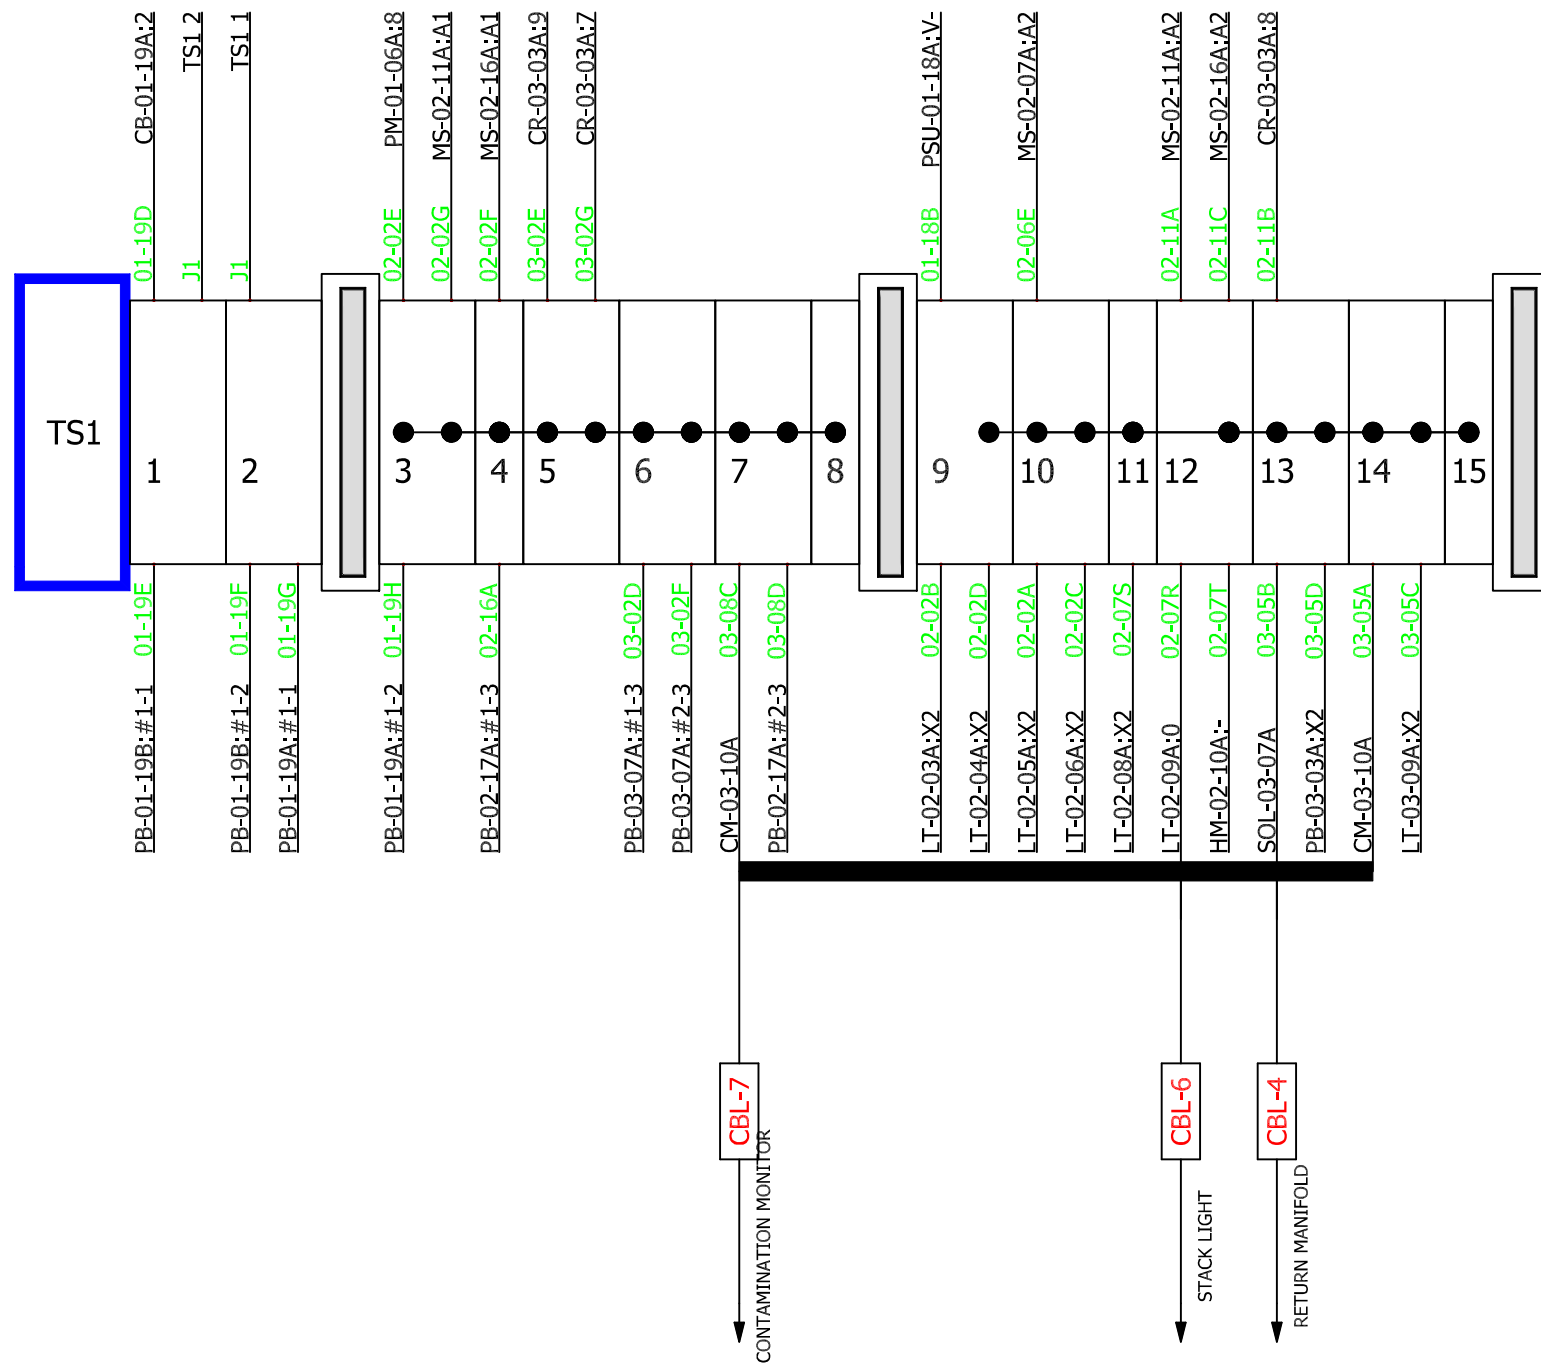 CB-01-19A:2
TS1 2
TS1 1
PM-01-06A:8
MS-02-11A:A1
MS-02-16A:A1
CR-03-03A:9
CR-03-03A:7
PSU-01-18A:V-
MS-02-07A:A2
MS-02-11A:A2
MS-02-16A:A2
CR-03-03A:8
01-19D
J1
J1
02-02E
02-02G
02-02F
03-02E
03-02G
01-18B
02-06E
02-11A
02-11C
02-11B
TS1
1
2
3
4
5
6
7
8
9
10
11
12
13
14
15
01-19E
01-19F
01-19G
01-19H
02-16A
03-02D
03-02F
03-08C
03-08D
02-02B
02-02D
02-02A
02-02C
02-07S
02-07R
02-07T
03-05B
03-05D
03-05A
03-05C
PB-01-19B:#1-1
PB-01-19B:#1-2
PB-01-19A:#1-1
PB-01-19A:#1-2
PB-02-17A:#1-3
PB-03-07A:#1-3
PB-03-07A:#2-3
CM-03-10A
PB-02-17A:#2-3
LT-02-03A:X2
LT-02-04A:X2
LT-02-05A:X2
LT-02-06A:X2
LT-02-08A:X2
LT-02-09A:0
HM-02-10A:-
SOL-03-07A
PB-03-03A:X2
CM-03-10A
LT-03-09A:X2
CBL-7
CBL-6
CBL-4
CONTAMINATION MONITOR
STACK LIGHT
RETURN MANIFOLD